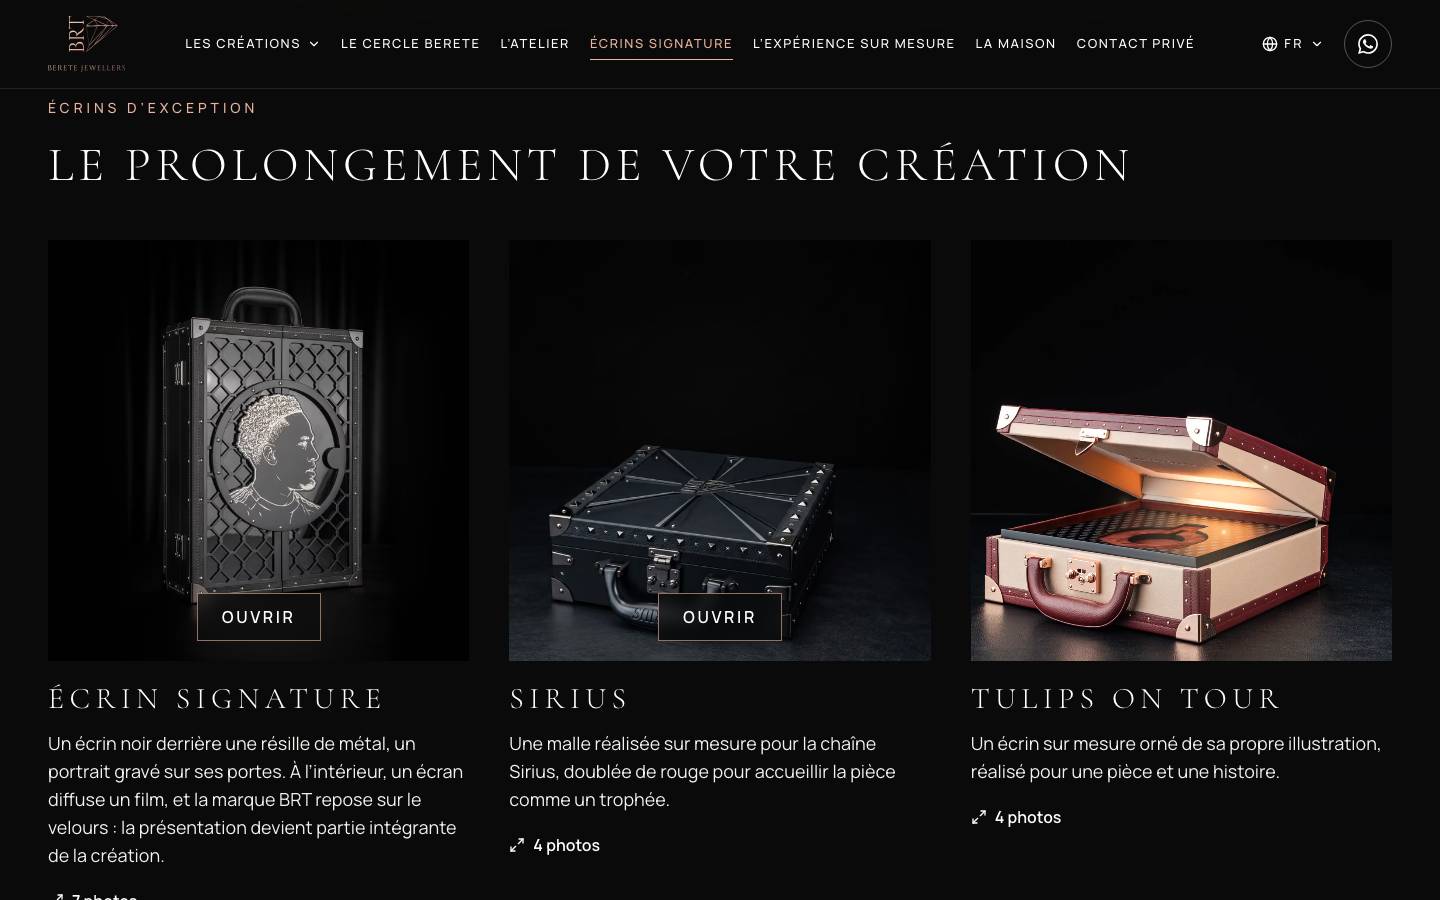 BRT
BERETE JEWELLERS
LES CRÉATIONS
LE CERCLE BERETE
L'ATELIER
ÉCRINS SIGNATURE
L'EXPÉRIENCE SUR MESURE
LA MAISON
CONTACT PRIVÉ
FR
ÉCRINS D'EXCEPTION
LE PROLONGEMENT DE VOTRE CRÉATION
OUVRIR
OUVRIR
ÉCRIN SIGNATURE
Un écrin noir derrière une résille de métal, un
portrait gravé sur ses portes. À l'intérieur, un écran
diffuse un film, et la marque BRT repose sur le
velours : la présentation devient partie intégrante
de la création.
7 photos
SIRIUS
Une malle réalisée sur mesure pour la chaîne
Sirius, doublée de rouge pour accueillir la pièce
comme un trophée.
4 photos
TULIPS ON TOUR
Un écrin sur mesure orné de sa propre illustration,
réalisé pour une pièce et une histoire.
4 photos